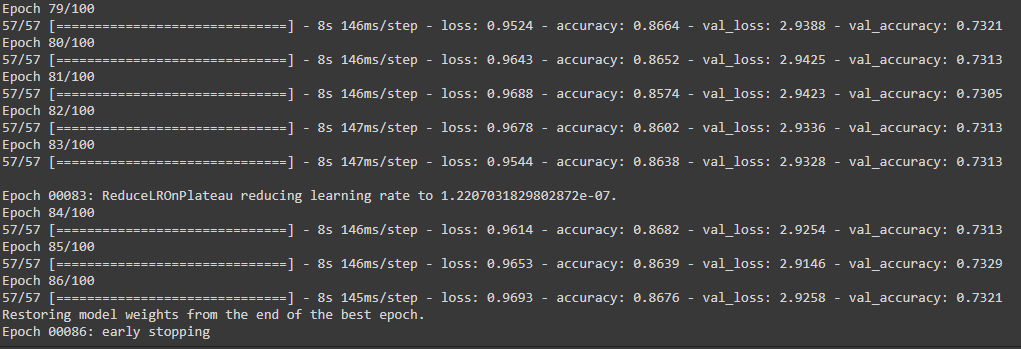 Epoch 79/100
57/57 [==============================] - 8s 146ms/step - loss: 0.9524 - accuracy: 0.8664 - val_loss: 2.9388 - val_accuracy: 0.7321
Epoch 80/100
57/57 [==============================] - 8s 146ms/step - loss: 0.9643 - accuracy: 0.8652 - val_loss: 2.9425 - val_accuracy: 0.7313
Epoch 81/100
57/57 [==============================] - 8s 146ms/step - loss: 0.9688 - accuracy: 0.8574 - val_loss: 2.9423 - val_accuracy: 0.7305
Epoch 82/100
57/57 [==============================] - 8s 147ms/step - loss: 0.9678 - accuracy: 0.8602 - val_loss: 2.9336 - val_accuracy: 0.7313
Epoch 83/100
57/57 [==============================] - 8s 147ms/step - loss: 0.9544 - accuracy: 0.8638 - val_loss: 2.9328 - val_accuracy: 0.7313
Epoch 00083: ReduceLROnPlateau reducing learning rate to 1.2207031829802872e-07.
Epoch 84/100
57/57 [==============================] - 8s 146ms/step - loss: 0.9614 - accuracy: 0.8682 - val_loss: 2.9254 - val_accuracy: 0.7313
Epoch 85/100
57/57 [==============================] - 8s 146ms/step - loss: 0.9653 - accuracy: 0.8639 - val_loss: 2.9146 - val_accuracy: 0.7329
Epoch 86/100
57/57 [==============================] - 8s 145ms/step - loss: 0.9693 - accuracy: 0.8676 - val_loss: 2.9258 - val_accuracy: 0.7321
Restoring model weights from the end of the best epoch.
Epoch 00086: early stopping